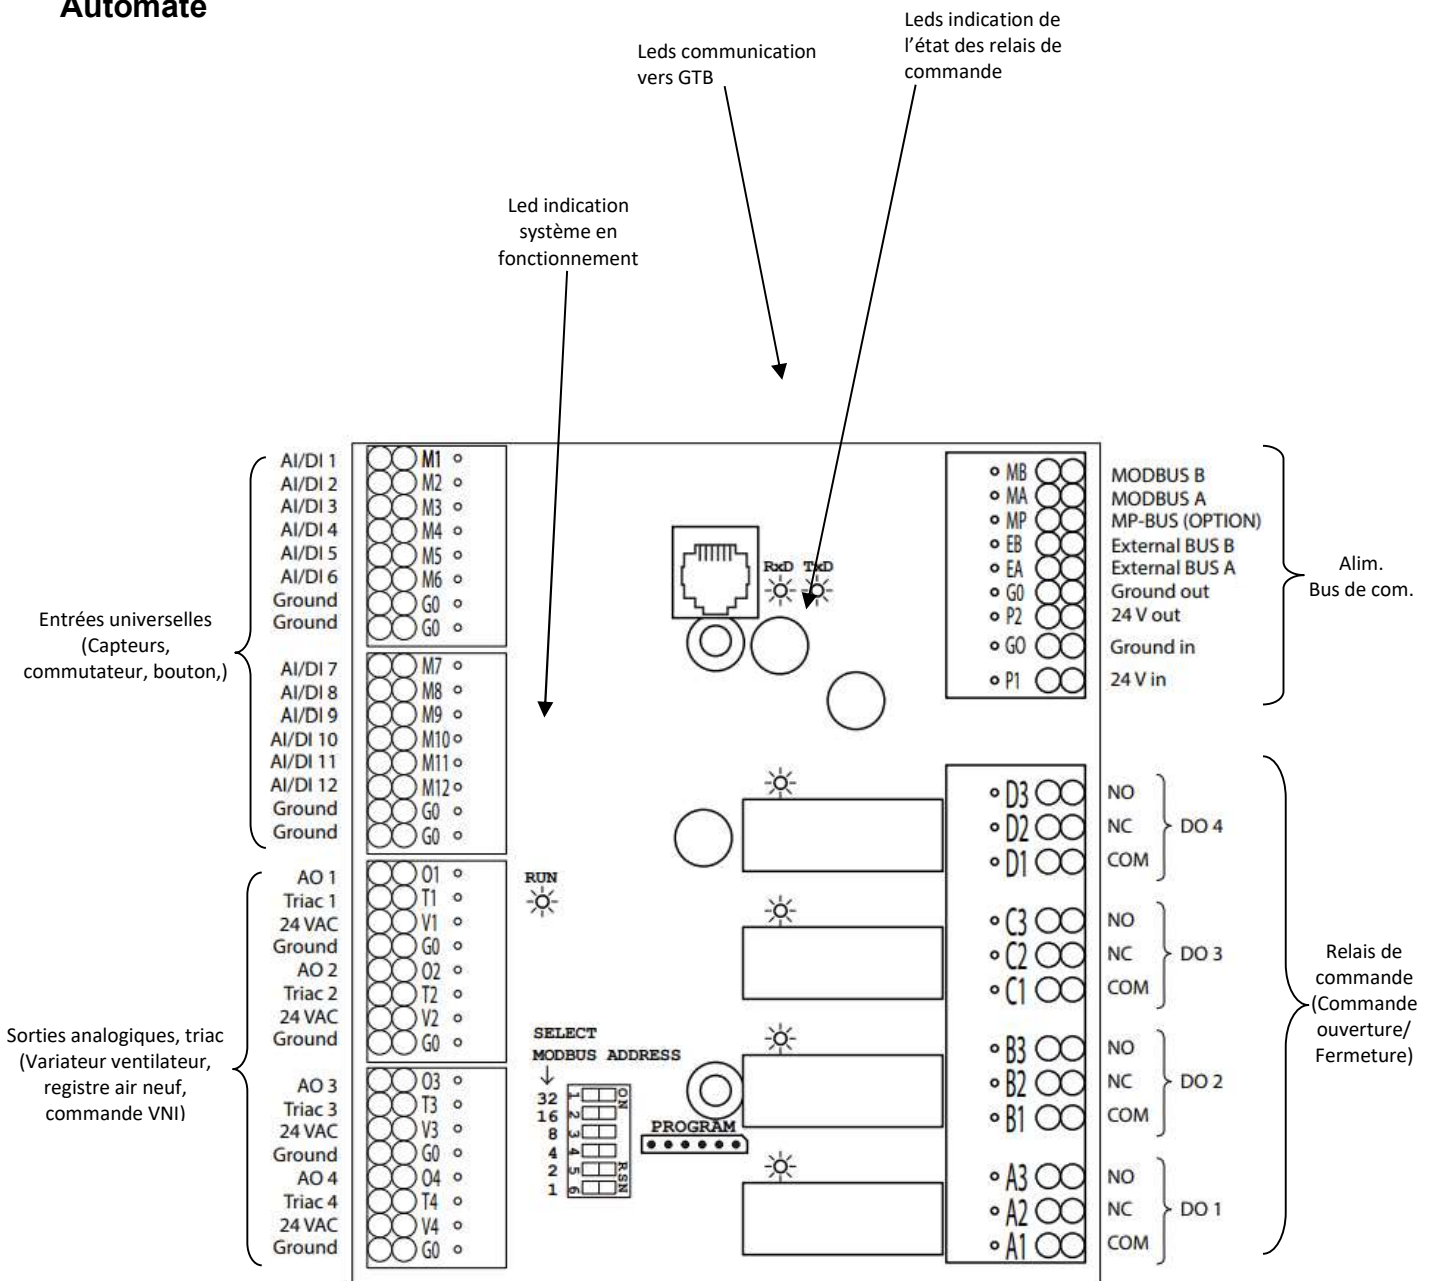 Automate
Leds indication de
l'état des relais de
commande
Leds communication
vers GTB
Led indication
système en
fonctionnement
AI/DI 1 M1
AI/DI 2 M2
AI/DI 3 M3
AI/DI 4 M4
AI/DI 5 M5
AI/DI 6 M6
Ground G0
Ground G0
AI/DI 7 M7
AI/DI 8 M8
AI/DI 9 M9
AI/DI 10 M10
AI/DI 11 M11
AI/DI 12 M12
Ground G0
Ground G0
Entrées universelles
(Capteurs,
commutateur, bouton,)
AO 1 O1
Triac 1 T1
24 VAC V1
Ground G0
AO 2 O2
Triac 2 T2
24 VAC V2
Ground G0
AO 3 O3
Triac 3 T3
24 VAC V3
Ground G0
AO 4 O4
Triac 4 T4
24 VAC V4
Ground G0
Sorties analogiques, triac
(Variateur ventilateur,
registre air neuf,
commande VNI)
RxD TxD
RUN
SELECT
MODBUS ADDRESS
32 1 ON
16 2
8 3
4 4
2 5 RSN
1 6
PROGRAM
MB MODBUS B
MA MODBUS A
MP MP-BUS (OPTION)
EB External BUS B
EA External BUS A
G0 Ground out
P2 24 V out
GO Ground in
P1 24 V in
Alim.
Bus de com.
D3 NO
D2 NC DO 4
D1 COM
C3 NO
C2 NC DO 3
C1 COM
B3 NO
B2 NC DO 2
B1 COM
A3 NO
A2 NC DO 1
A1 COM
Relais de
commande
(Commande
ouverture/
Fermeture)